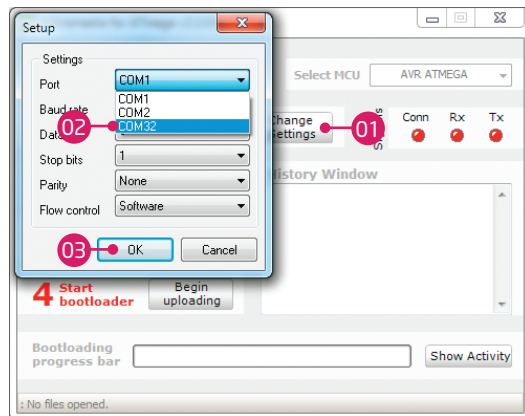 Setup
Settings
Port
COM1
COM1
COM2
COM32
Baud rate
Data
Stop bits
1
Parity
None
Flow control
Software
OK
Cancel
01
02
03
Select MCU
AVR ATMEGA
Change
Settings
Conn
Rx
Tx
History Window
4 Start
bootloader
Begin
uploading
Bootloading
progress bar
Show Activity
: No files opened.